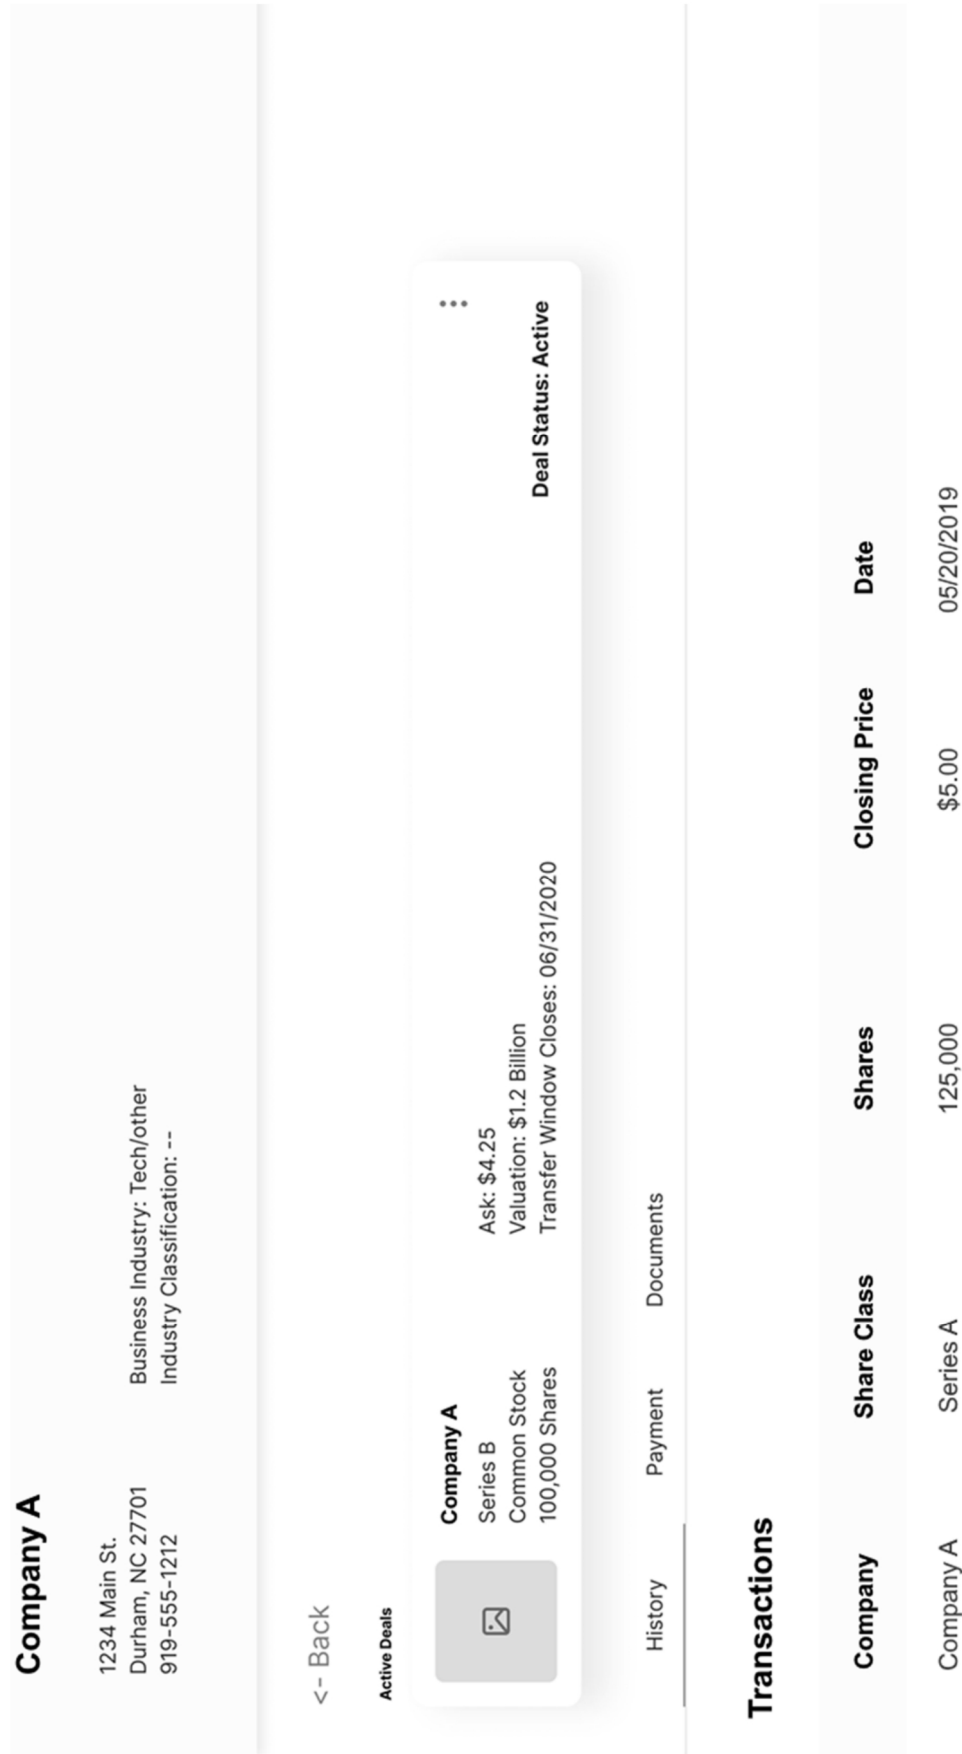 Company A
1234 Main St.
Durham, NC 27701
919-555-1212
Business Industry: Tech/other
Industry Classification: --
<- Back
Active Deals
Company A
Series B
Common Stock
100,000 Shares
Ask: $4.25
Valuation: $1.2 Billion
Transfer Window Closes: 06/31/2020
Deal Status: Active
History Payment Documents
Transactions
Company Share Class Shares Closing Price Date
Company A Series A 125,000 $5.00 05/20/2019